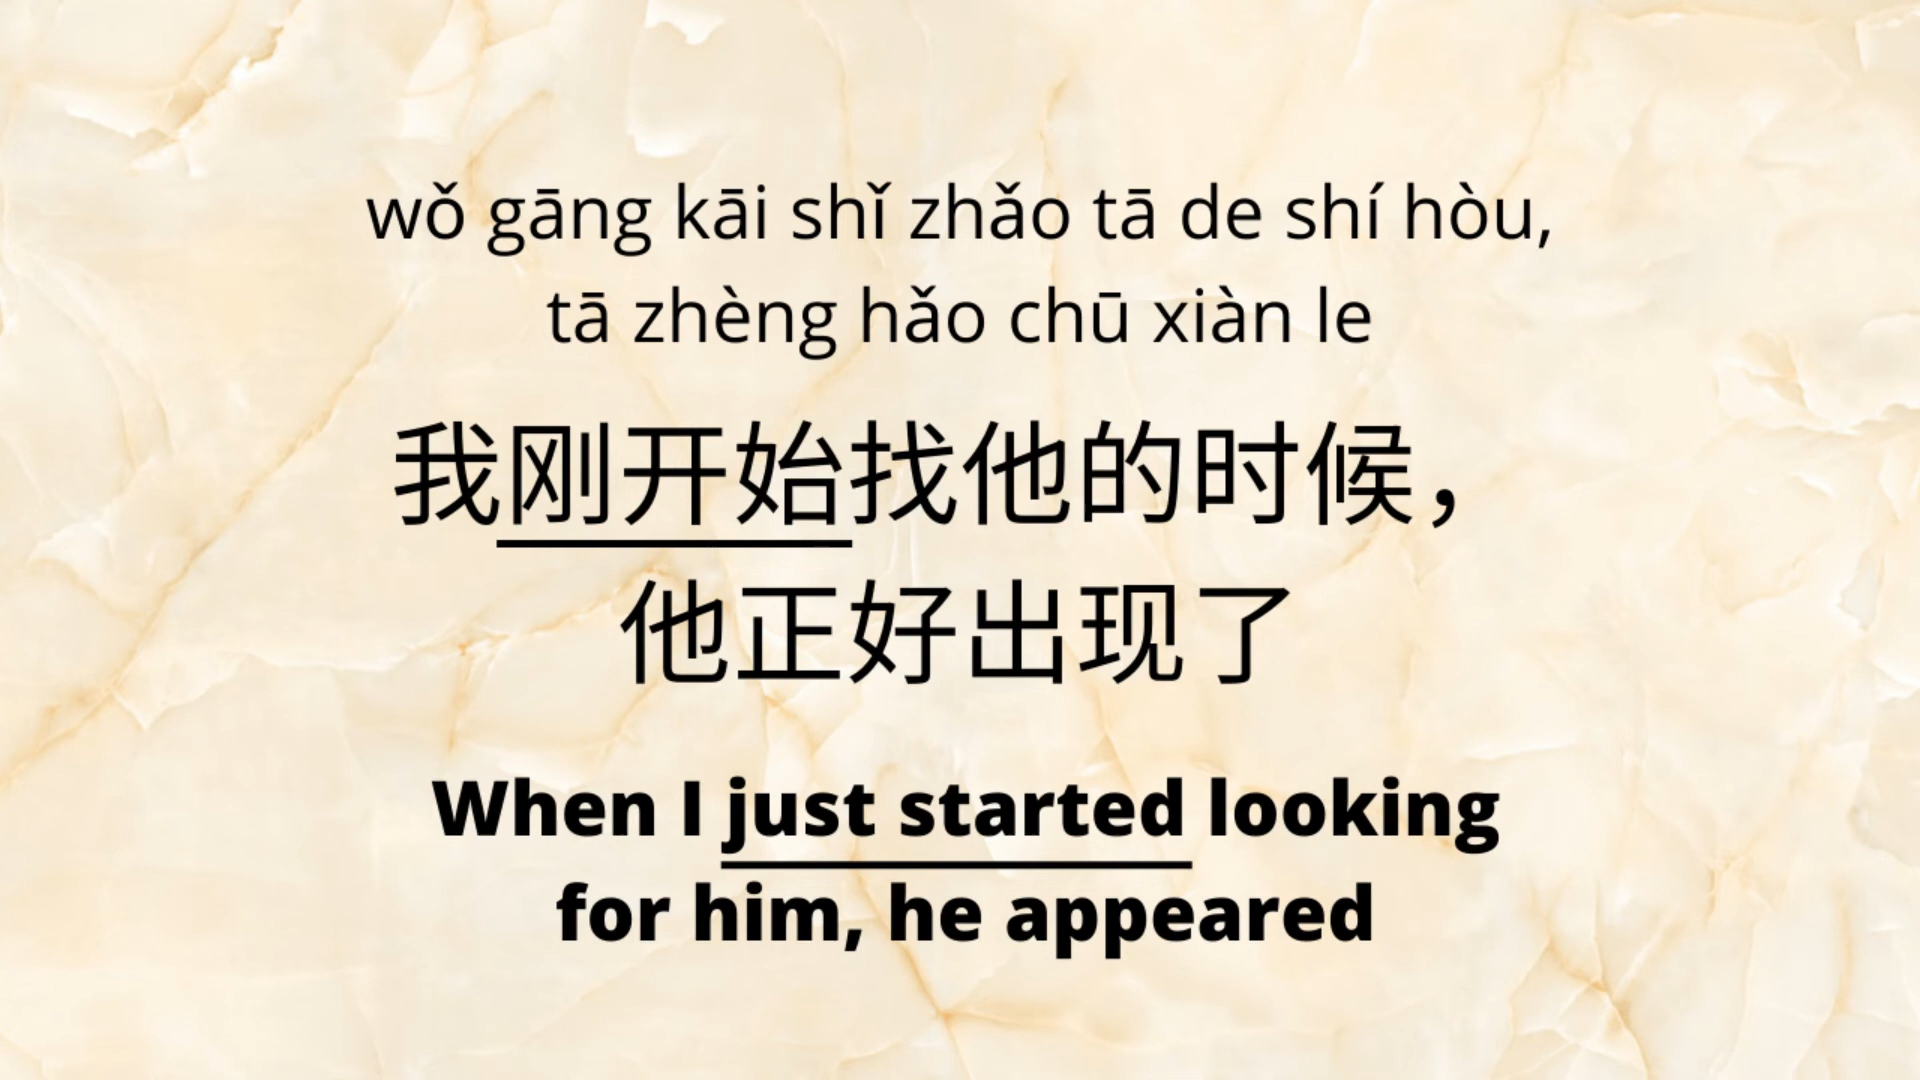 wǒ gāng kāi shǐ zhǎo tā de shí hòu,
tā zhèng hǎo chū xiàn le
我刚开始找他的时候，
他正好出现了
When I just started looking
for him, he appeared